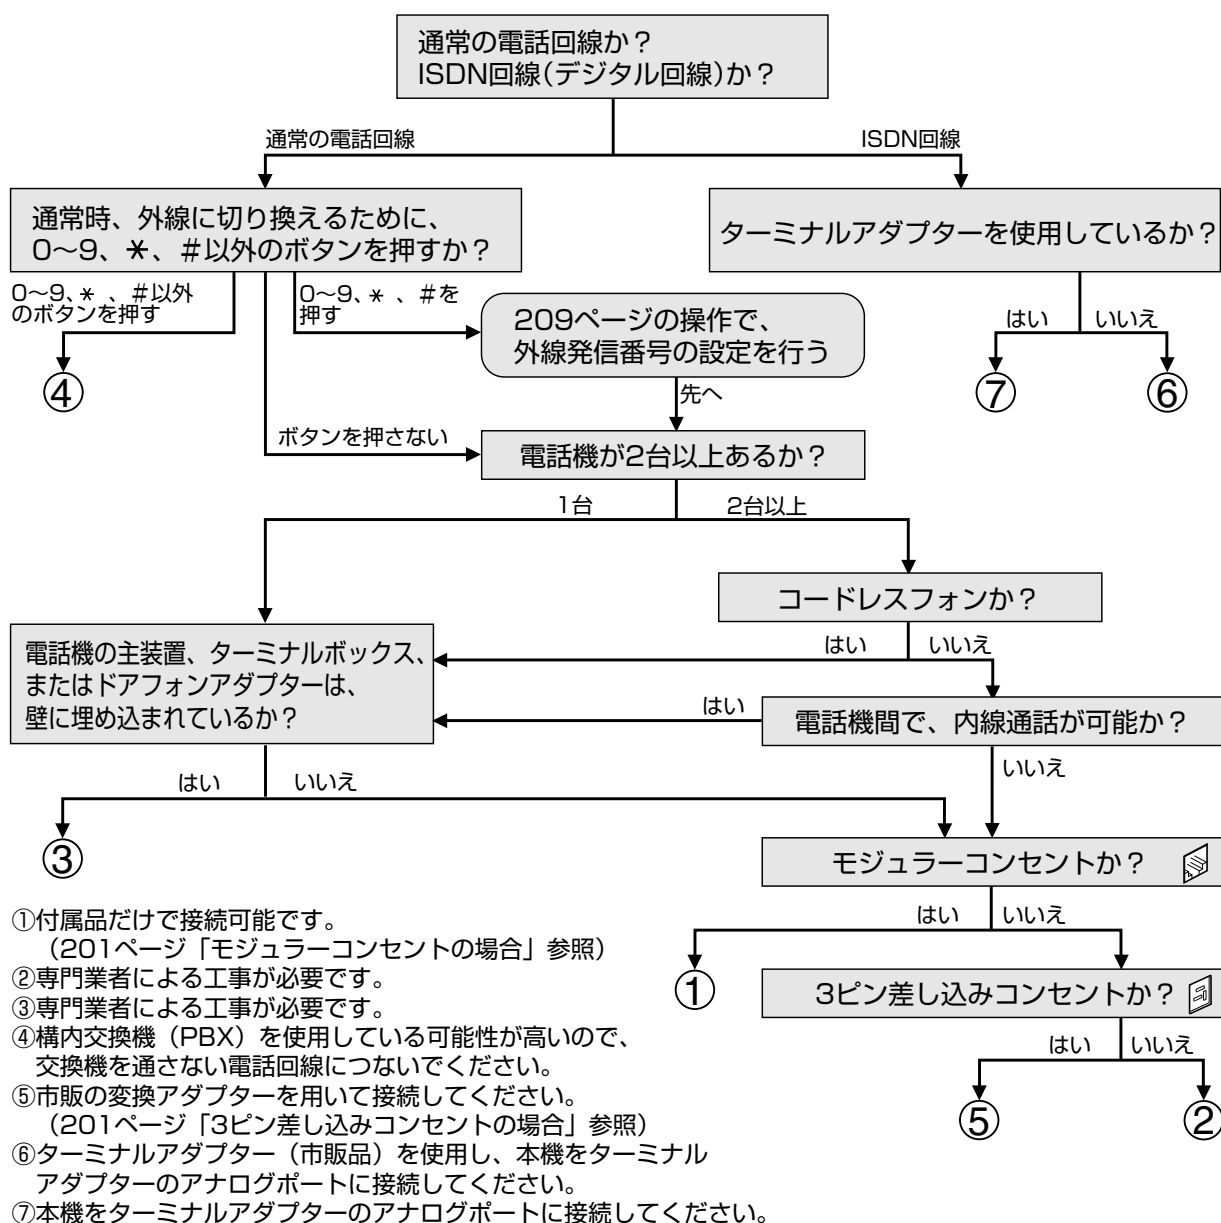 通常の電話回線か？
ISDN回線(デジタル回線)か？
通常の電話回線
ISDN回線
通常時、外線に切り換えるために、
0〜9、＊、＃以外のボタンを押すか？
ターミナルアダプターを使用しているか？
0〜9、＊、＃以外
のボタンを押す
0〜9、＊、＃を
押す
209ページの操作で、
外線発信番号の設定を行う
はい
いいえ
④
⑦
⑥
先へ
ボタンを押さない
電話機が2台以上あるか？
1台
2台以上
コードレスフォンか？
はい
いいえ
電話機の主装置、ターミナルボックス、
またはドアフォンアダプターは、
壁に埋め込まれているか？
はい
電話機間で、内線通話が可能か？
いいえ
はい
いいえ
③
モジュラーコンセントか？
はい
いいえ
①
3ピン差し込みコンセントか？
はい
いいえ
⑤
②
①付属品だけで接続可能です。
（201ページ「モジュラーコンセントの場合」参照）
②専門業者による工事が必要です。
③専門業者による工事が必要です。
④構内交換機（PBX）を使用している可能性が高いので、
交換機を通さない電話回線につないでください。
⑤市販の変換アダプターを用いて接続してください。
（201ページ「3ピン差し込みコンセントの場合」参照）
⑥ターミナルアダプター（市販品）を使用し、本機をターミナル
アダプターのアナログポートに接続してください。
⑦本機をターミナルアダプターのアナログポートに接続してください。